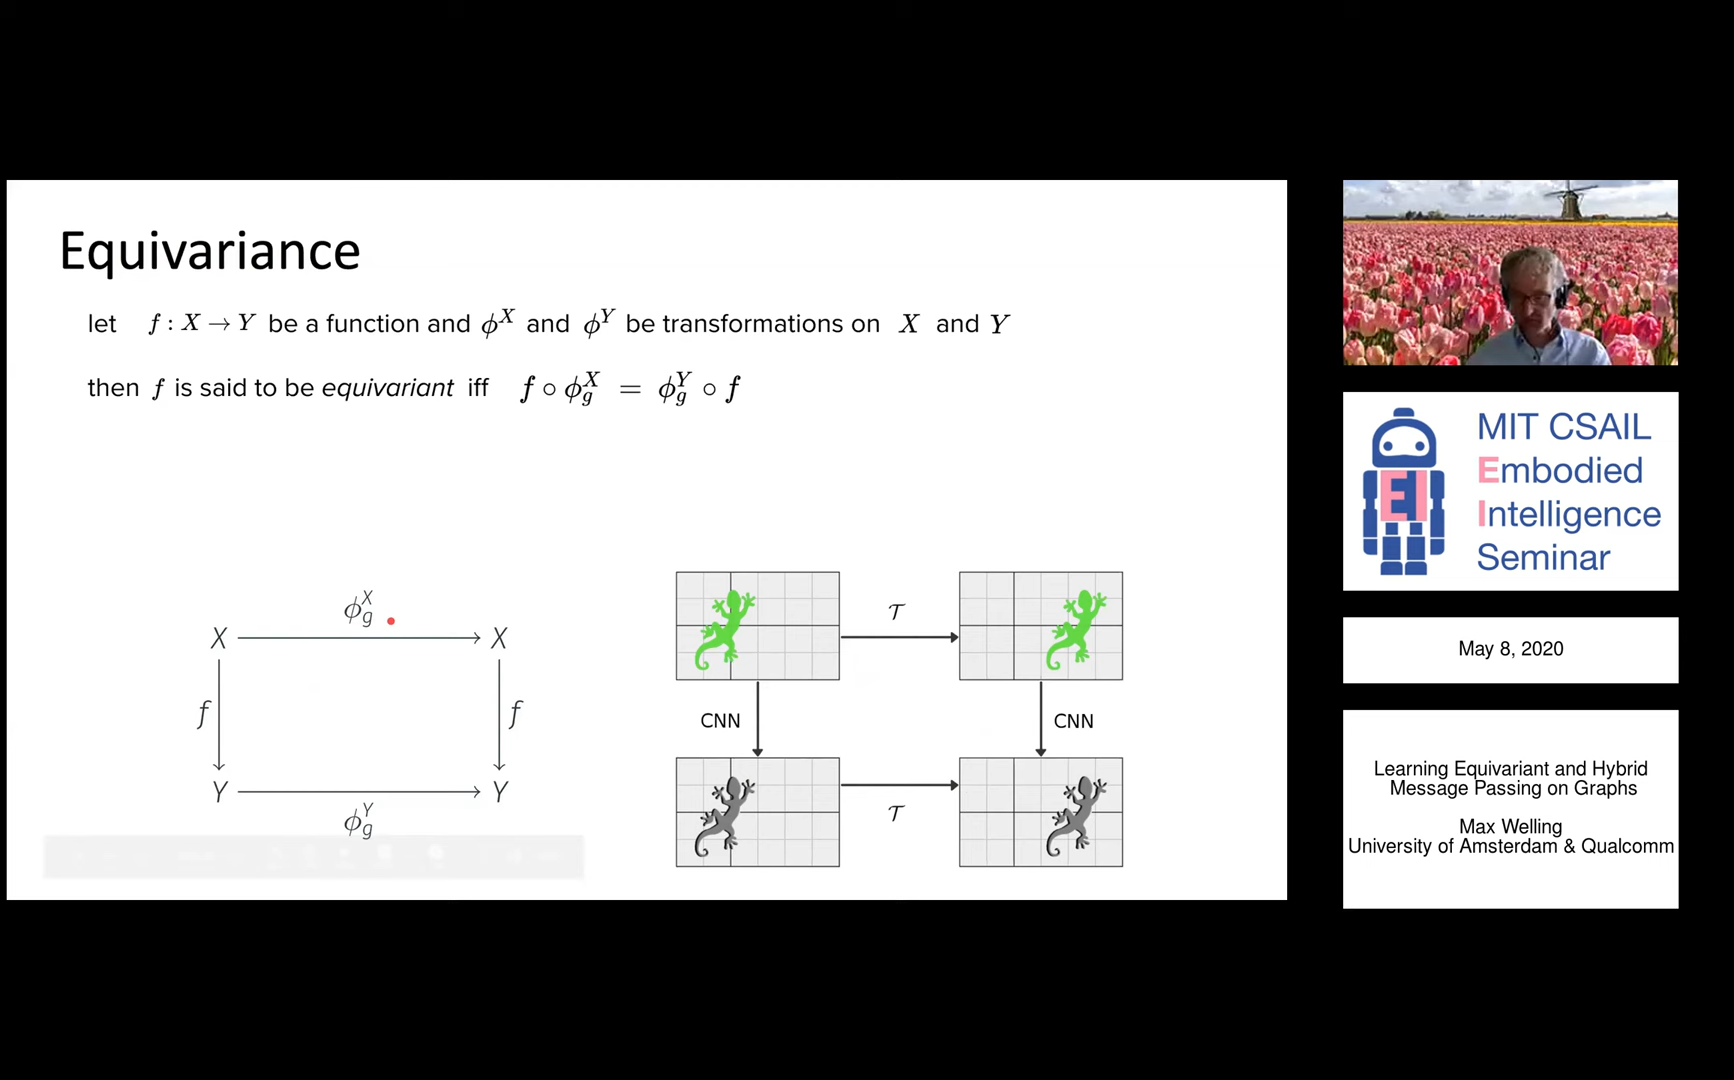 Equivariance
let f : X → Y be a function and ϕ^X and ϕ^Y be transformations on X and Y
then f is said to be equivariant iff f ∘ ϕ_g^X = ϕ_g^Y ∘ f
ϕ_g^X
X X
f f
Y Y
ϕ_g^Y
𝒯
CNN CNN
𝒯
MIT CSAIL
Embodied
Intelligence
Seminar
EI
May 8, 2020
Learning Equivariant and Hybrid
Message Passing on Graphs
Max Welling
University of Amsterdam & Qualcomm